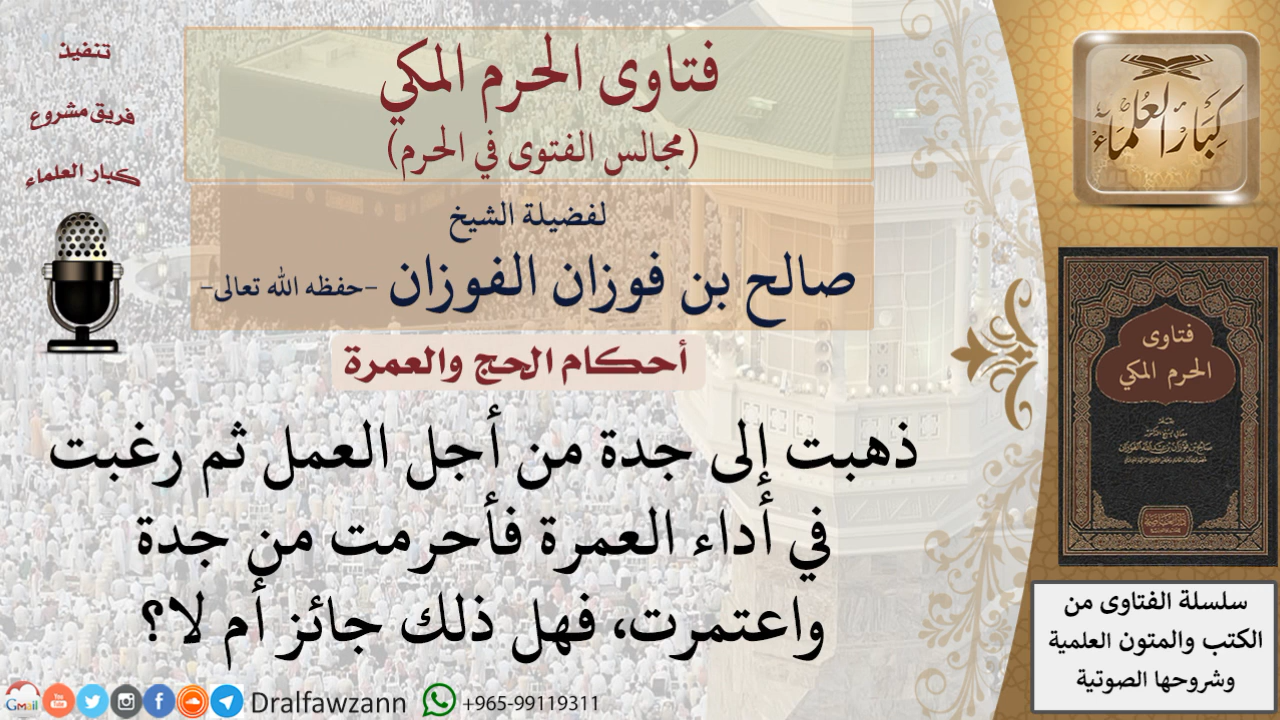 فتاوى الحرم المكي
(مجالس الفتوى في الحرم)
لفضيلة الشيخ
صالح بن فوزان الفوزان -حفظه الله تعالى-
أحكام الحج والعمرة
ذهبت إلى جدة من أجل العمل ثم رغبت
في أداء العمرة فأحرمت من جدة
واعتمرت، فهل ذلك جائز أم لا؟
تنفيذ
فريق مشروع
كبار العلماء
كبار العلماء
فتاوى
الحرم المكي
سلسلة الفتاوى من
الكتب والمتون العلمية
وشروحها الصوتية
Gmail You Tube Dralfawzann +965-99119311